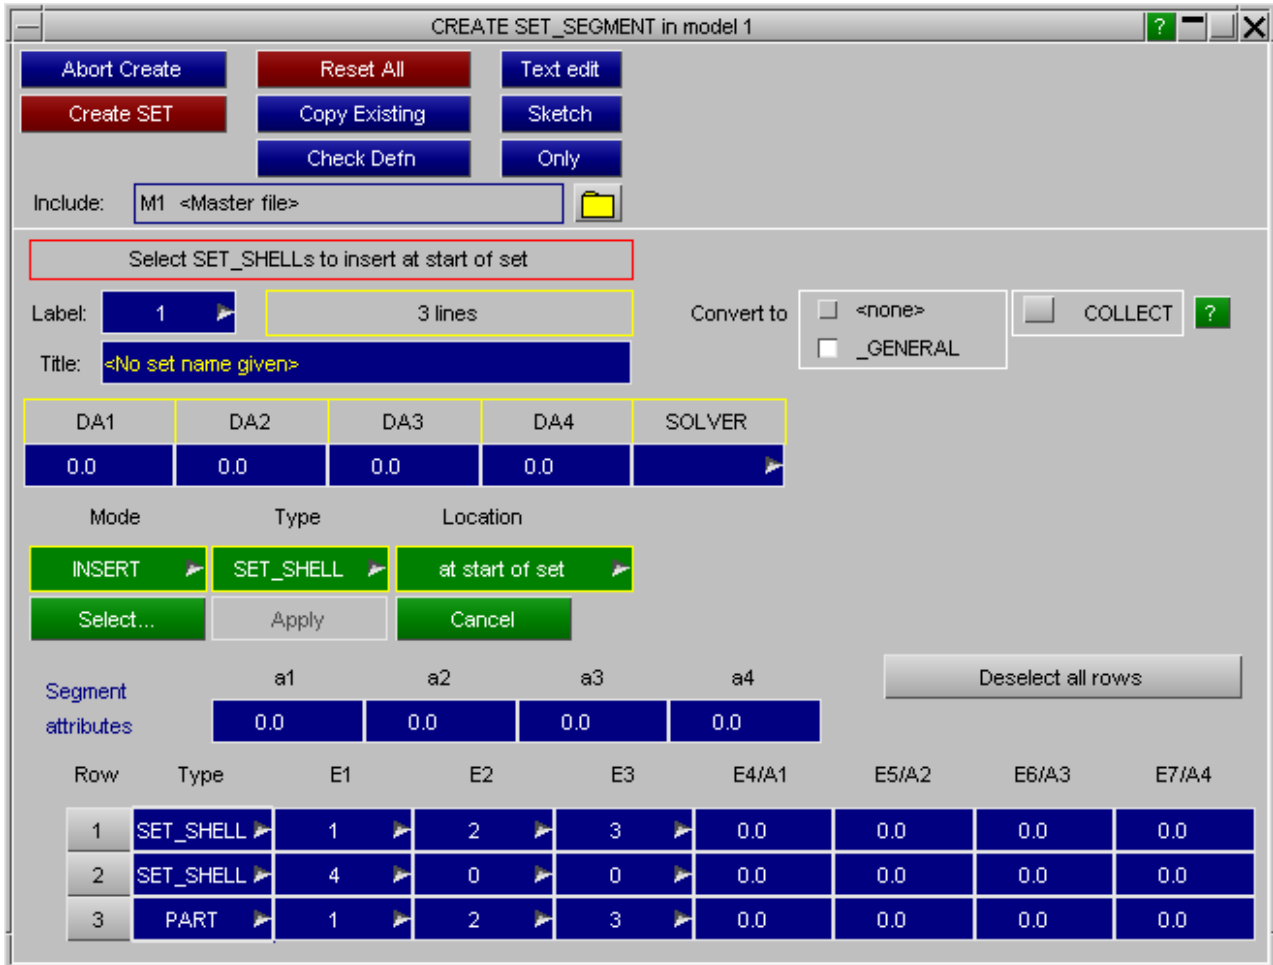 CREATE SET_SEGMENT in model 1 ?
Abort Create Reset All Text edit
Create SET Copy Existing Sketch
Check Defn Only
Include: M1 <Master file>
Select SET_SHELLs to insert at start of set
Label: 1 3 lines Convert to <none> COLLECT ?
_GENERAL
Title: <No set name given>
DA1 DA2 DA3 DA4 SOLVER
0.0 0.0 0.0 0.0
Mode Type Location
INSERT SET_SHELL at start of set
Select... Apply Cancel
Segment attributes a1 a2 a3 a4 Deselect all rows
0.0 0.0 0.0 0.0
Row Type E1 E2 E3 E4/A1 E5/A2 E6/A3 E7/A4
1 SET_SHELL 1 2 3 0.0 0.0 0.0 0.0
2 SET_SHELL 4 0 0 0.0 0.0 0.0 0.0
3 PART 1 2 3 0.0 0.0 0.0 0.0